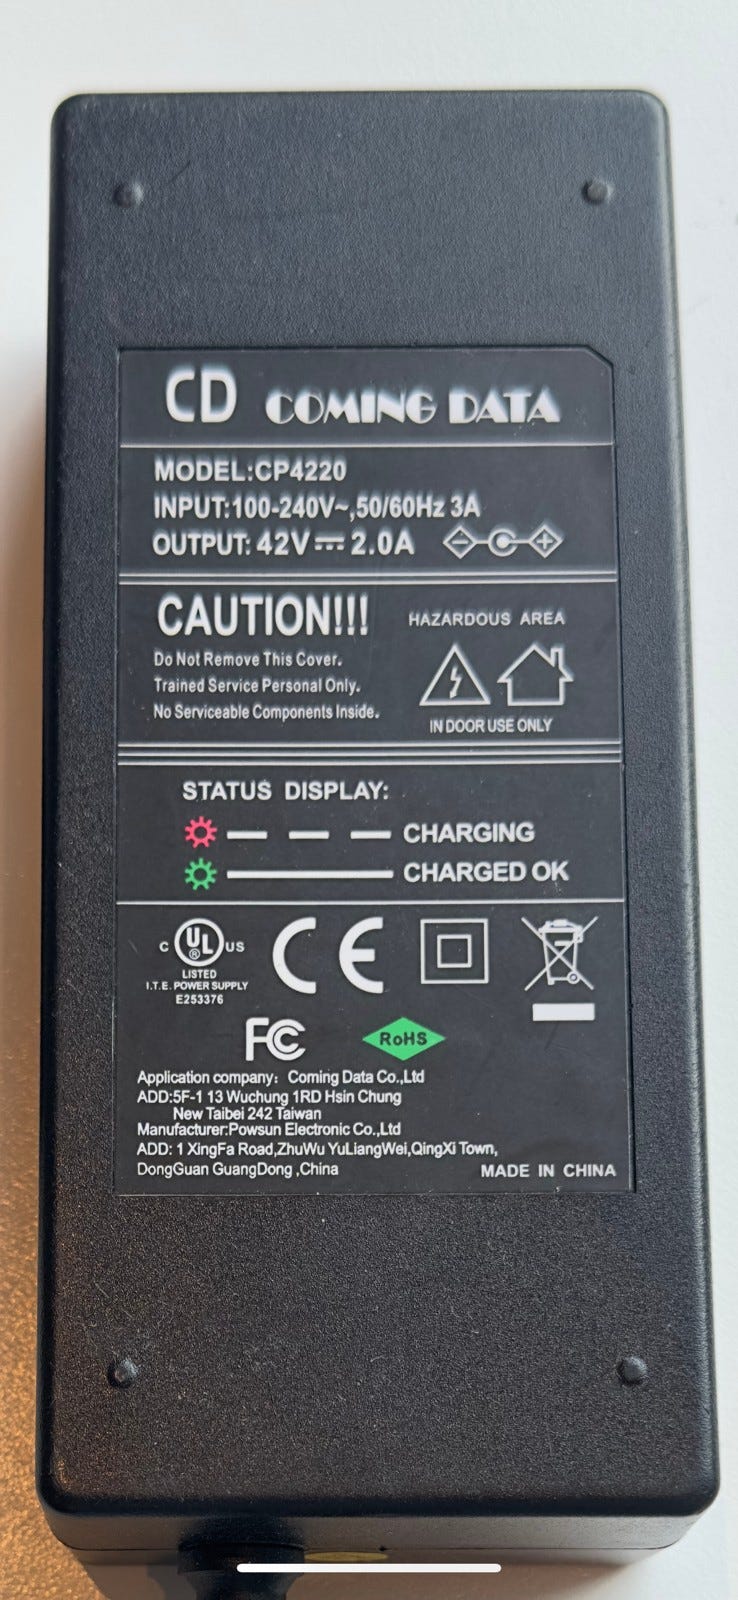 CD COMING DATA
MODEL:CP4220
INPUT:100-240V~,50/60Hz 3A
OUTPUT: 42V⎓2.0A
CAUTION!!!
Do Not Remove This Cover.
Trained Service Personal Only.
No Serviceable Components Inside.
HAZARDOUS AREA
IN DOOR USE ONLY
STATUS DISPLAY:
CHARGING
CHARGED OK
C UL ® US
LISTED
I.T.E. POWER SUPPLY
E253376
CE
FC
RoHS
Application company: Coming Data Co.,Ltd
ADD:5F-1 13 Wuchung 1RD Hsin Chung
New Taibei 242 Taiwan
Manufacturer:Powsun Electronic Co.,Ltd
ADD: 1 XingFa Road,ZhuWu YuLiangWei,QingXi Town,
DongGuan GuangDong ,China
MADE IN CHINA